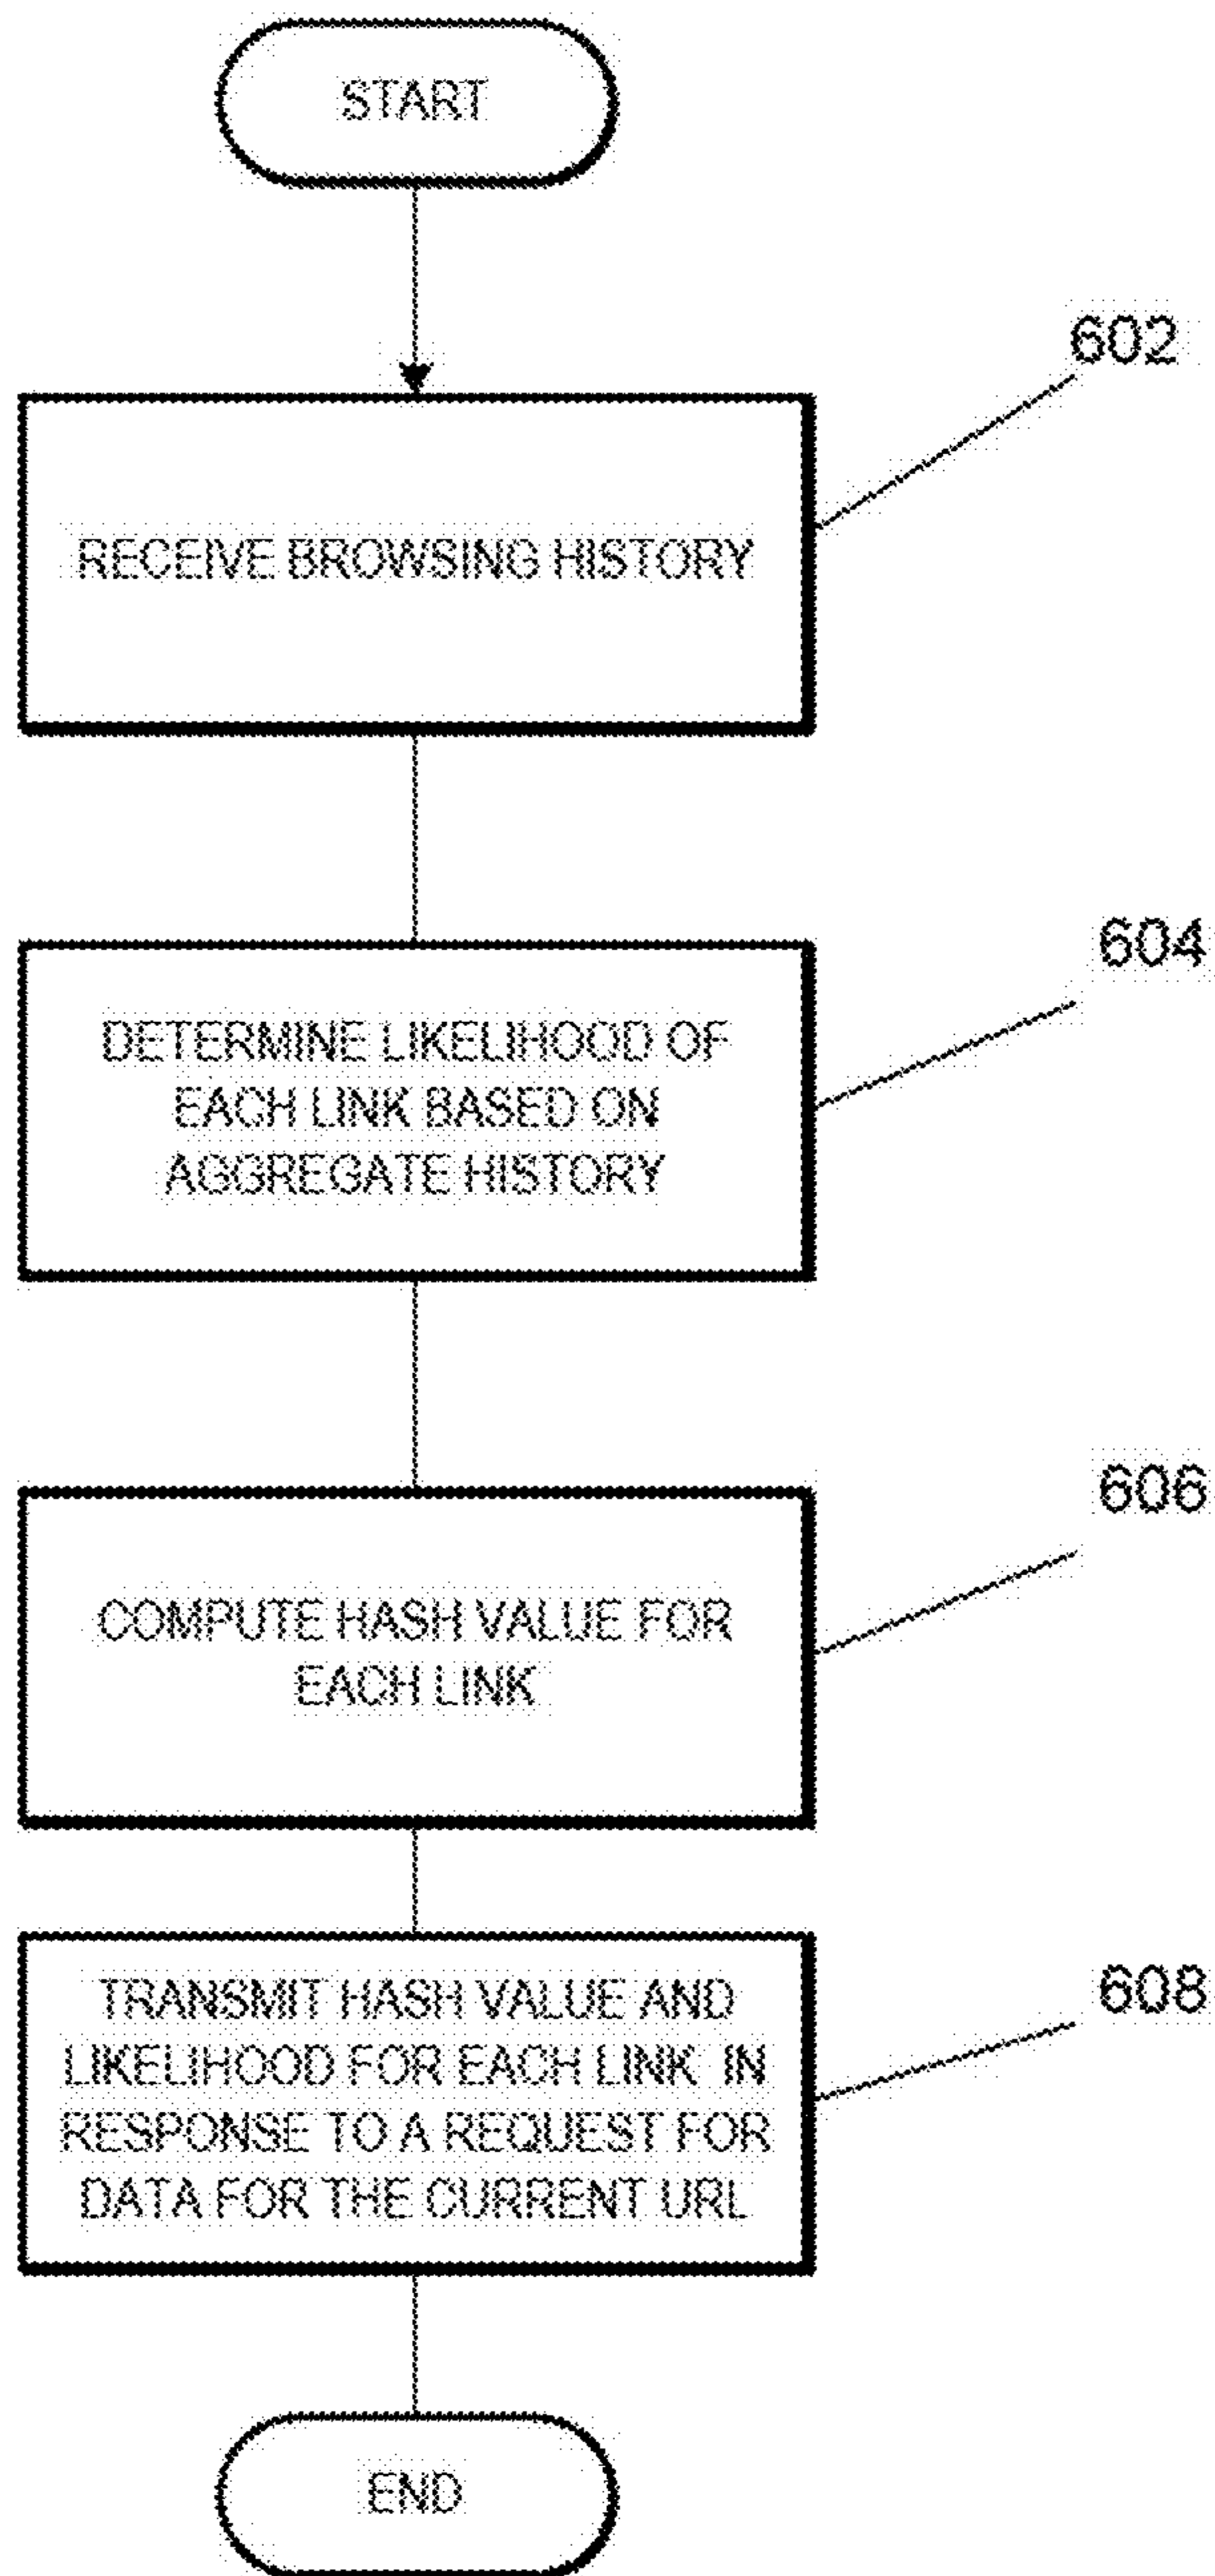 START
602
RECEIVE BROWSING HISTORY
604
DETERMINE LIKELIHOOD OF
EACH LINK BASED ON
AGGREGATE HISTORY
606
COMPUTE HASH VALUE FOR
EACH LINK
608
TRANSMIT HASH VALUE AND
LIKELIHOOD FOR EACH LINK IN
RESPONSE TO A REQUEST FOR
DATA FOR THE CURRENT URL
END